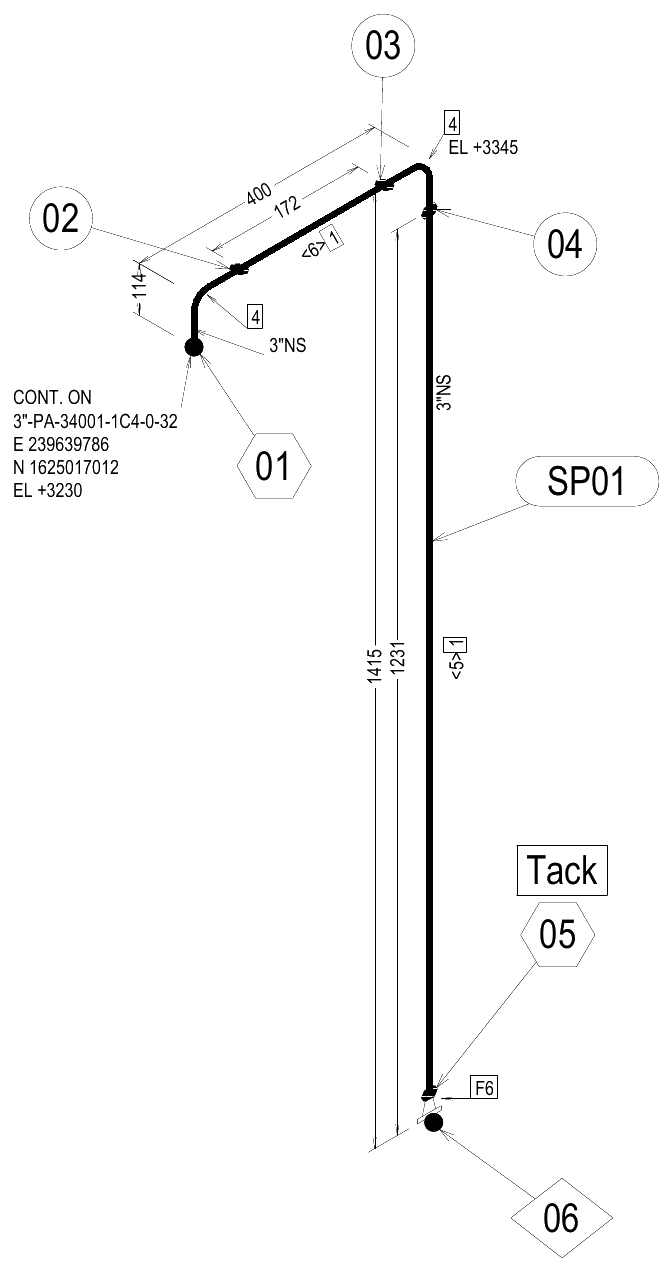 03
4
EL +3345
400
172
02
<6> 1
04
114
4
3"NS
CONT. ON
3"-PA-34001-1C4-0-32
E 239639786
N 1625017012
EL +3230
01
3"NS
SP01
1415
1231
<5> 1
Tack
05
F6
06